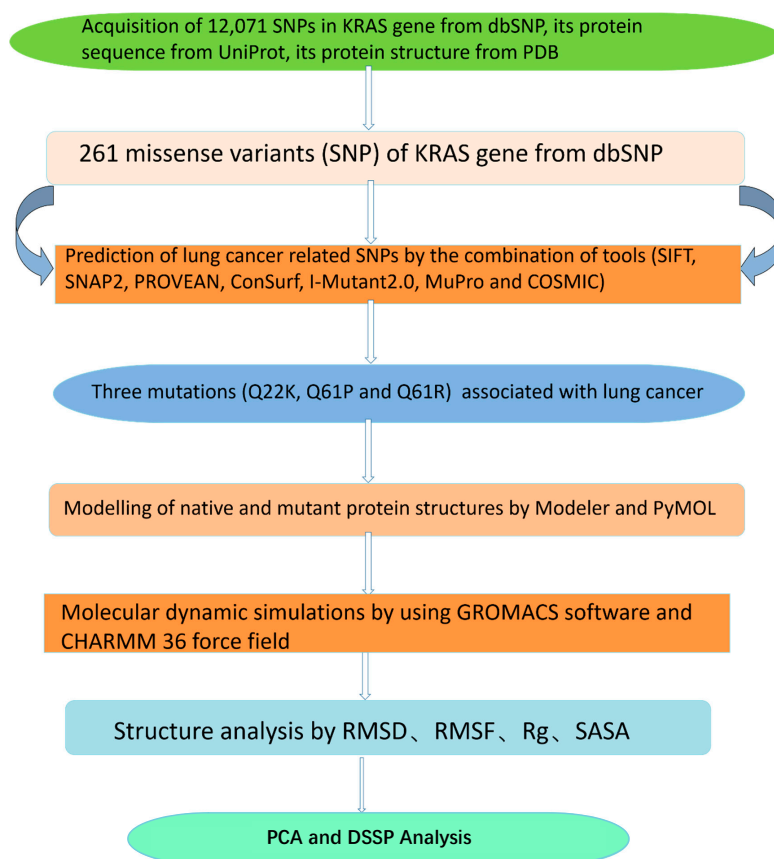 Acquisition of 12,071 SNPs in KRAS gene from dbSNP, its protein
sequence from UniProt, its protein structure from PDB
261 missense variants (SNP) of KRAS gene from dbSNP
Prediction of lung cancer related SNPs by the combination of tools (SIFT,
SNAP2, PROVEAN, ConSurf, I-Mutant2.0, MuPro and COSMIC)
Three mutations (Q22K, Q61P and Q61R) associated with lung cancer
Modelling of native and mutant protein structures by Modeler and PyMOL
Molecular dynamic simulations by using GROMACS software and
CHARMM 36 force field
Structure analysis by RMSD、RMSF、Rg、SASA
PCA and DSSP Analysis